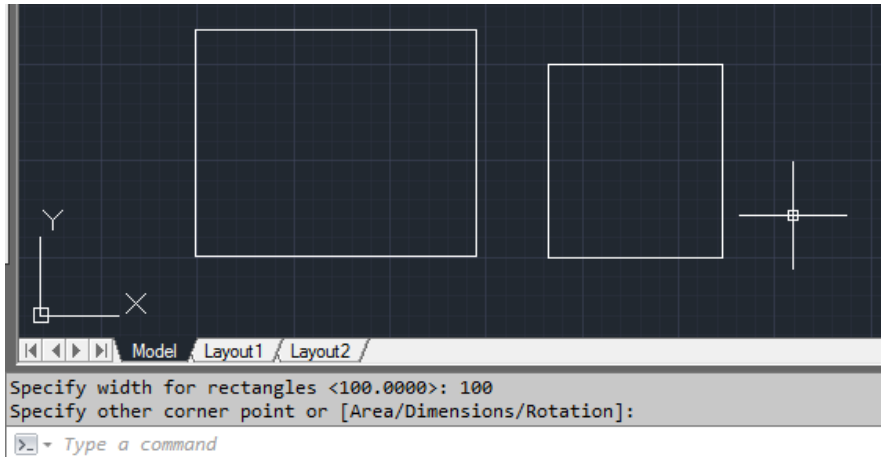 Y
X
Model Layout1 Layout2
Specify width for rectangles <100.0000>: 100
Specify other corner point or [Area/Dimensions/Rotation]:
Type a command